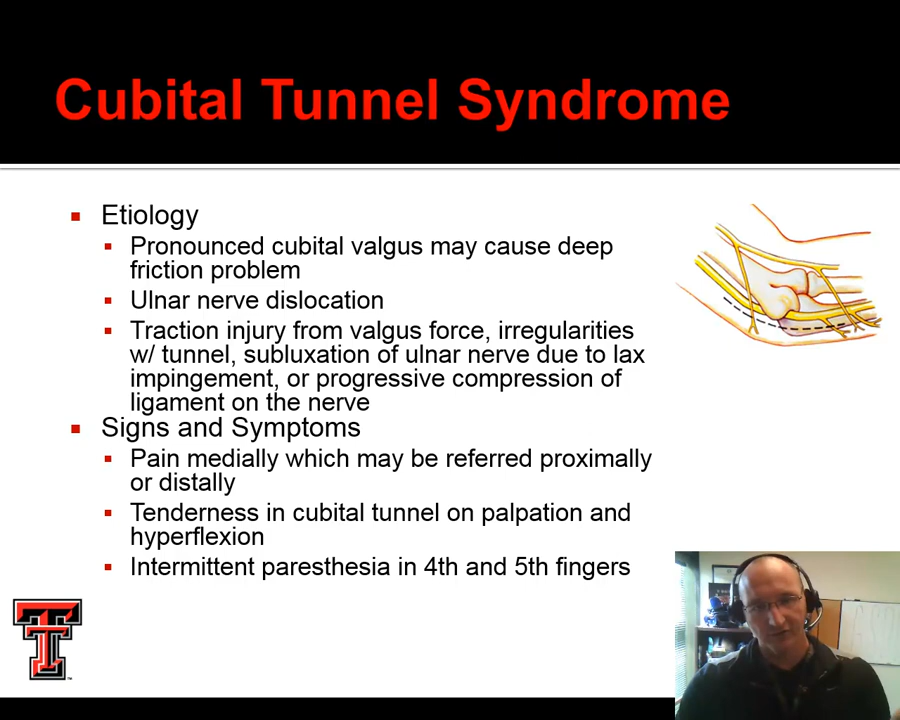 Cubital Tunnel Syndrome
Etiology
Pronounced cubital valgus may cause deep
friction problem
Ulnar nerve dislocation
Traction injury from valgus force, irregularities
w/ tunnel, subluxation of ulnar nerve due to lax
impingement, or progressive compression of
ligament on the nerve
Signs and Symptoms
Pain medially which may be referred proximally
or distally
Tenderness in cubital tunnel on palpation and
hyperflexion
Intermittent paresthesia in 4th and 5th fingers